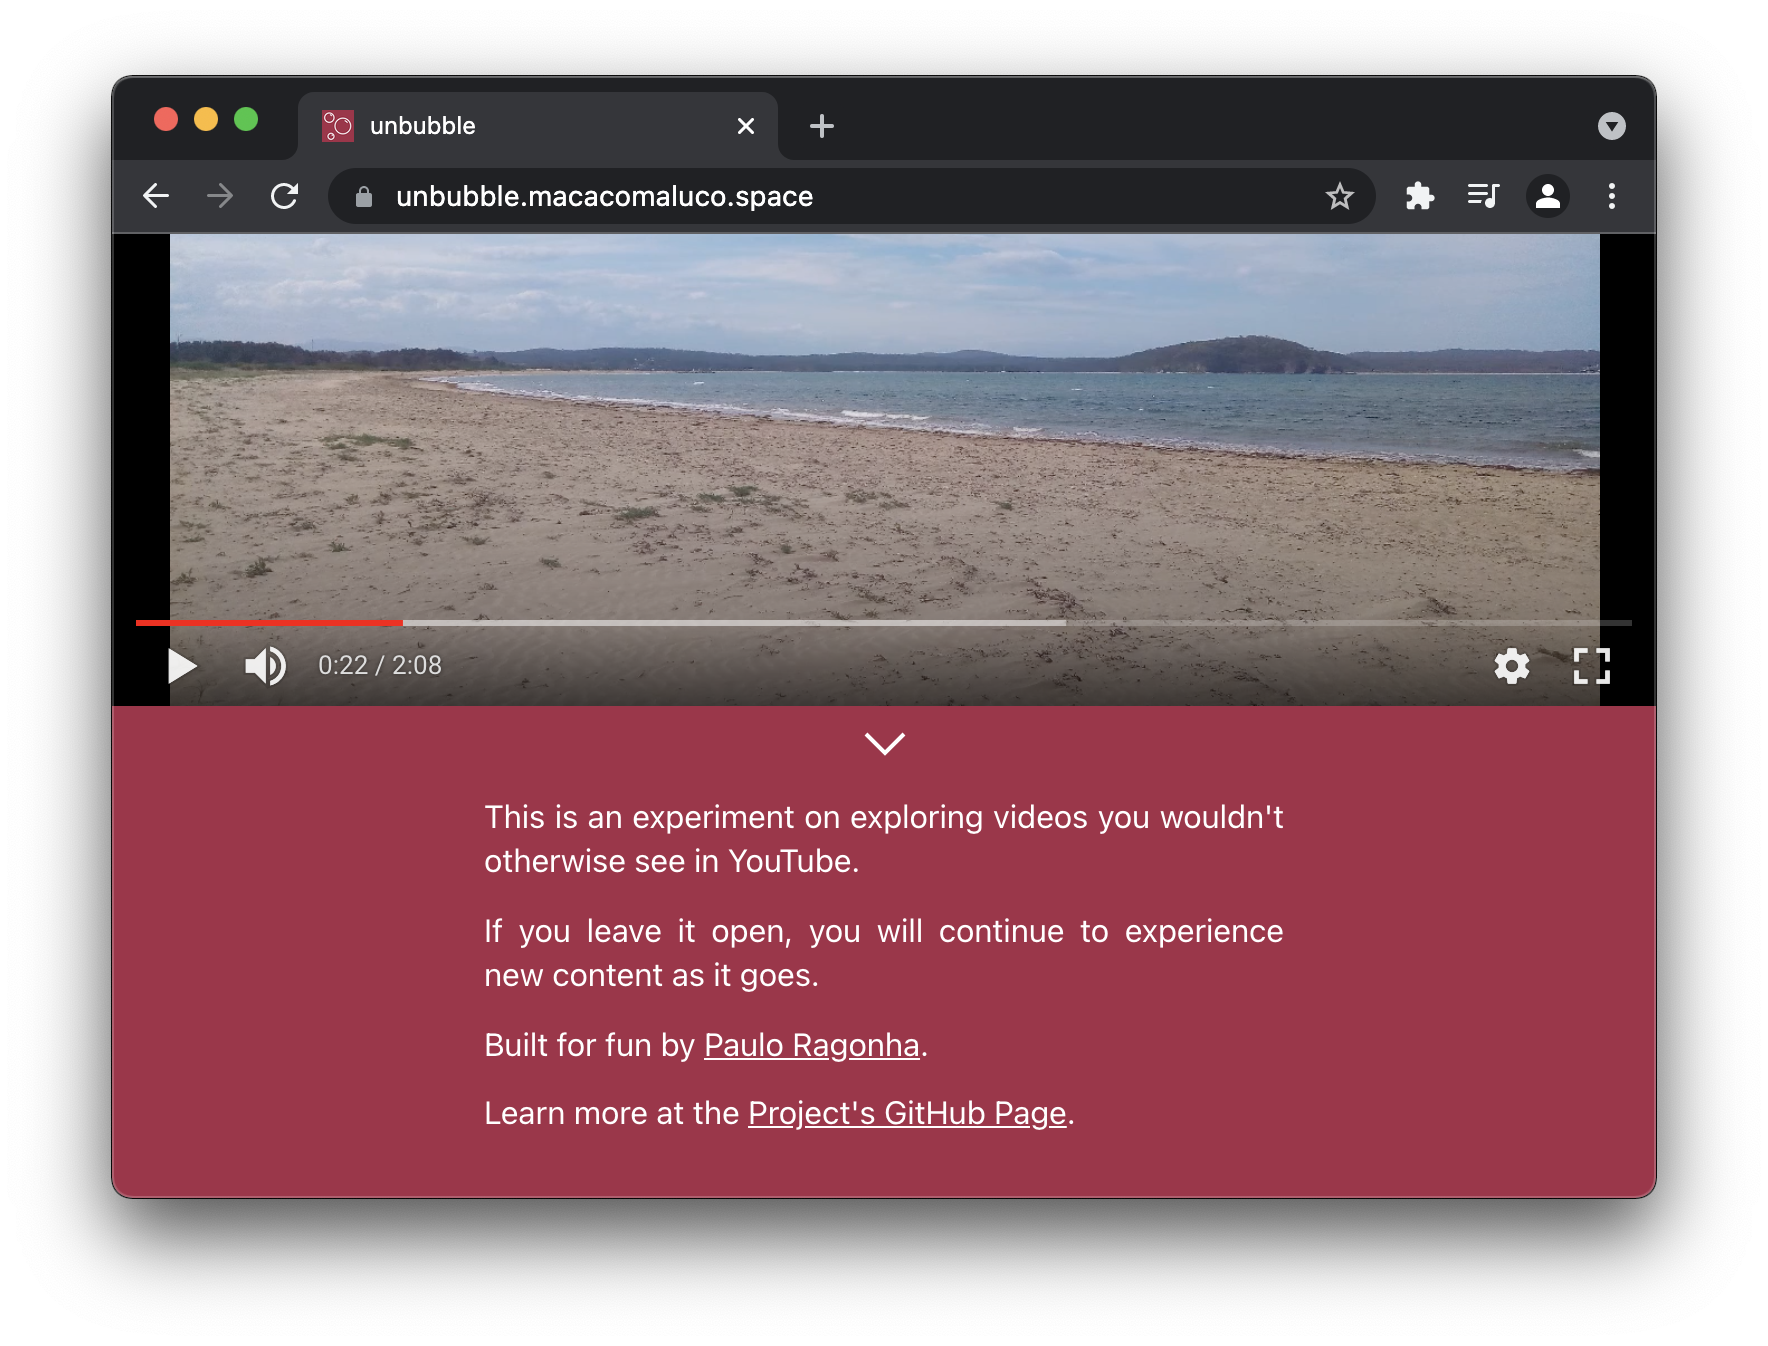 unbubble
unbubble.macacomaluco.space
0:22 / 2:08
This is an experiment on exploring videos you wouldn't
otherwise see in YouTube.
If you leave it open, you will continue to experience
new content as it goes.
Built for fun by Paulo Ragonha.
Learn more at the Project's GitHub Page.